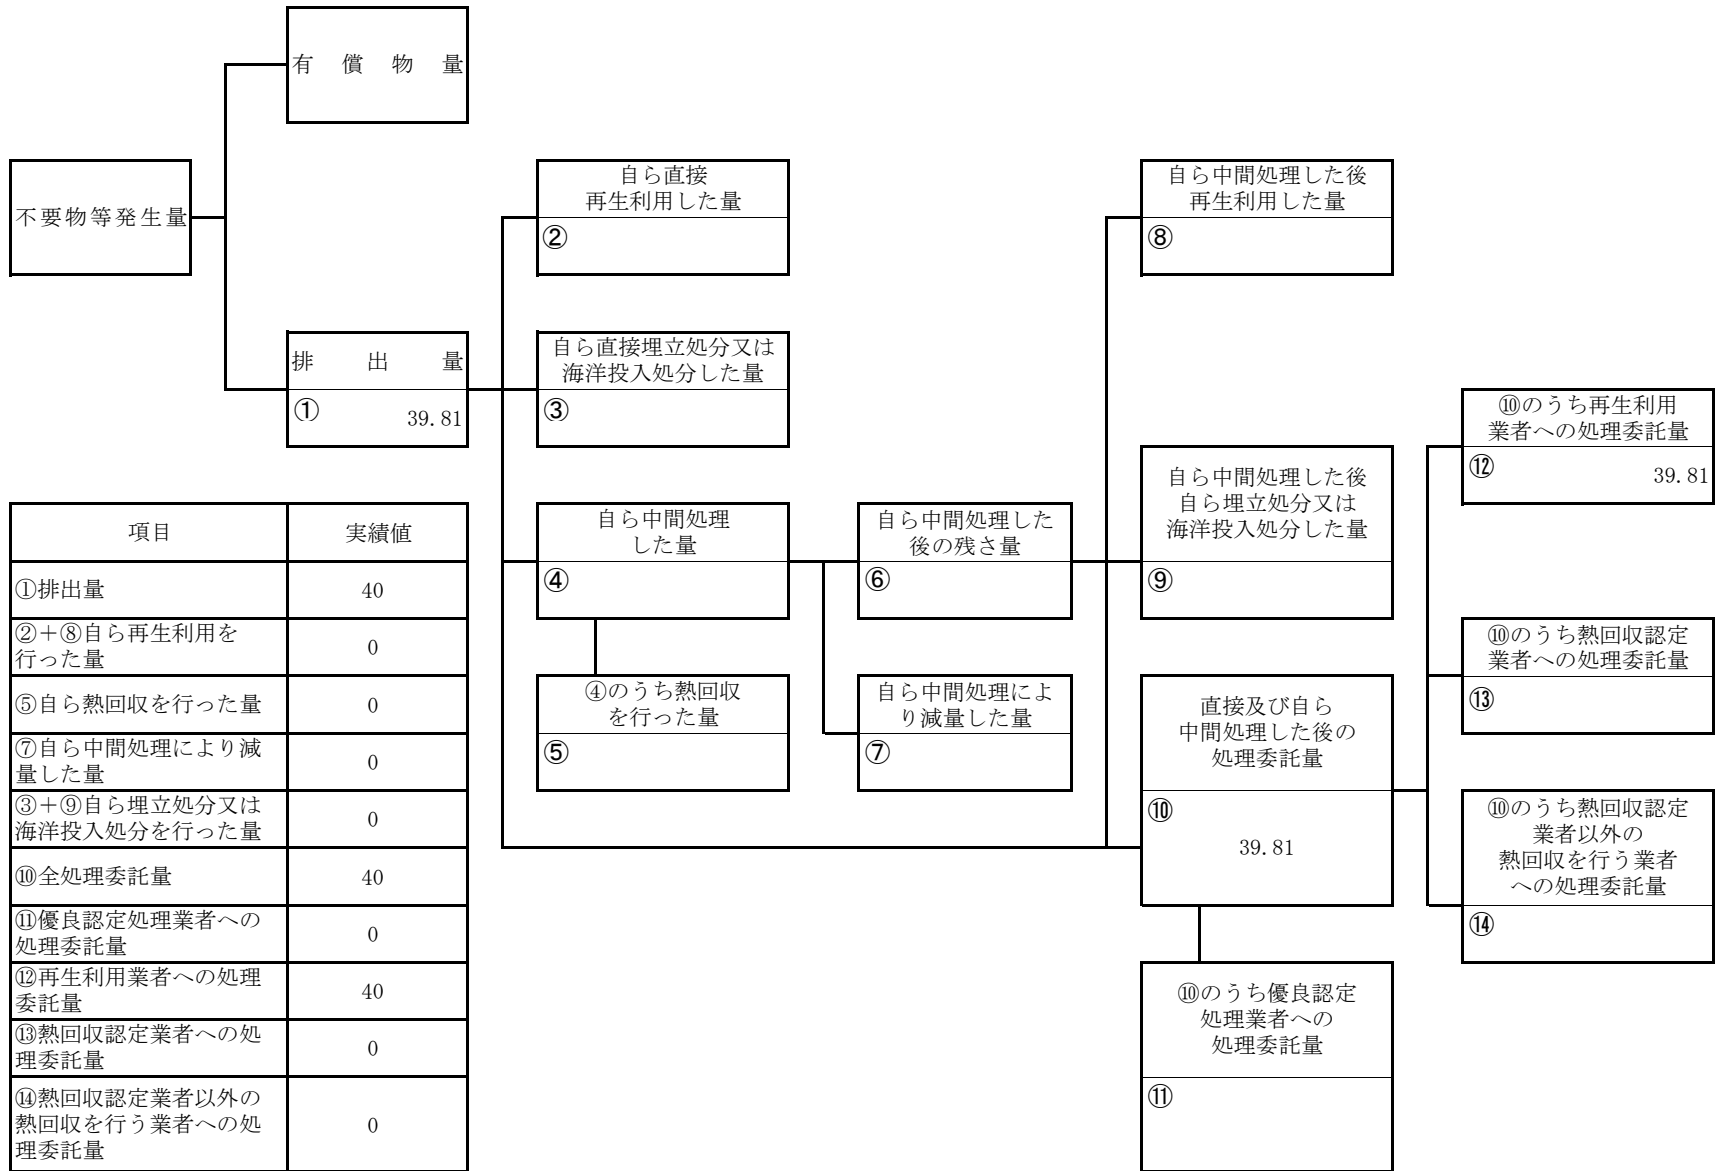 有償物量
不要物等発生量
排出量
①
39.81
自ら直接
再生利用した量
②
自ら直接埋立処分又は
海洋投入処分した量
③
自ら中間処理
した量
④
④のうち熱回収
を行った量
⑤
自ら中間処理した
後の残さ量
⑥
自ら中間処理によ
り減量した量
⑦
自ら中間処理した後
再生利用した量
⑧
自ら中間処理した後
自ら埋立処分又は
海洋投入処分した量
⑨
直接及び自ら
中間処理した後の
処理委託量
⑩
39.81
⑩のうち優良認定
処理業者への
処理委託量
⑪
⑩のうち再生利用
業者への処理委託量
⑫
39.81
⑩のうち熱回収認定
業者への処理委託量
⑬
⑩のうち熱回収認定
業者以外の
熱回収を行う業者
への処理委託量
⑭
項目 実績値
①排出量 40
②+⑧自ら再生利用を
行った量 0
⑤自ら熱回収を行った量 0
⑦自ら中間処理により減
量した量 0
③+⑨自ら埋立処分又は
海洋投入処分を行った量 0
⑩全処理委託量 40
⑪優良認定処理業者への
処理委託量 0
⑫再生利用業者への処理
委託量 40
⑬熱回収認定業者への処
理委託量 0
⑭熱回収認定業者以外の
熱回収を行う業者への処
理委託量 0